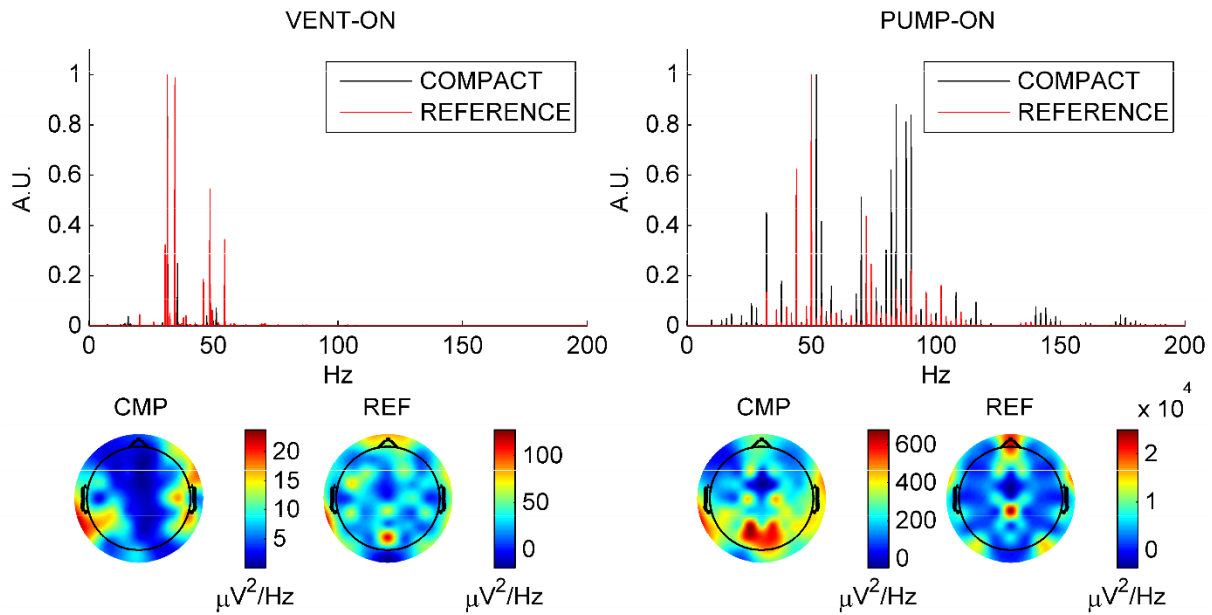 VENT-ON
COMPACT
REFERENCE
A.U.
1
0.8
0.6
0.4
0.2
0
0 50 100 150 200
Hz
PUMP-ON
COMPACT
REFERENCE
A.U.
1
0.8
0.6
0.4
0.2
0
0 50 100 150 200
Hz
CMP
20
15
10
5
μV²/Hz
REF
100
50
0
μV²/Hz
CMP
600
400
200
0
μV²/Hz
REF
x 10⁴
2
1
0
μV²/Hz